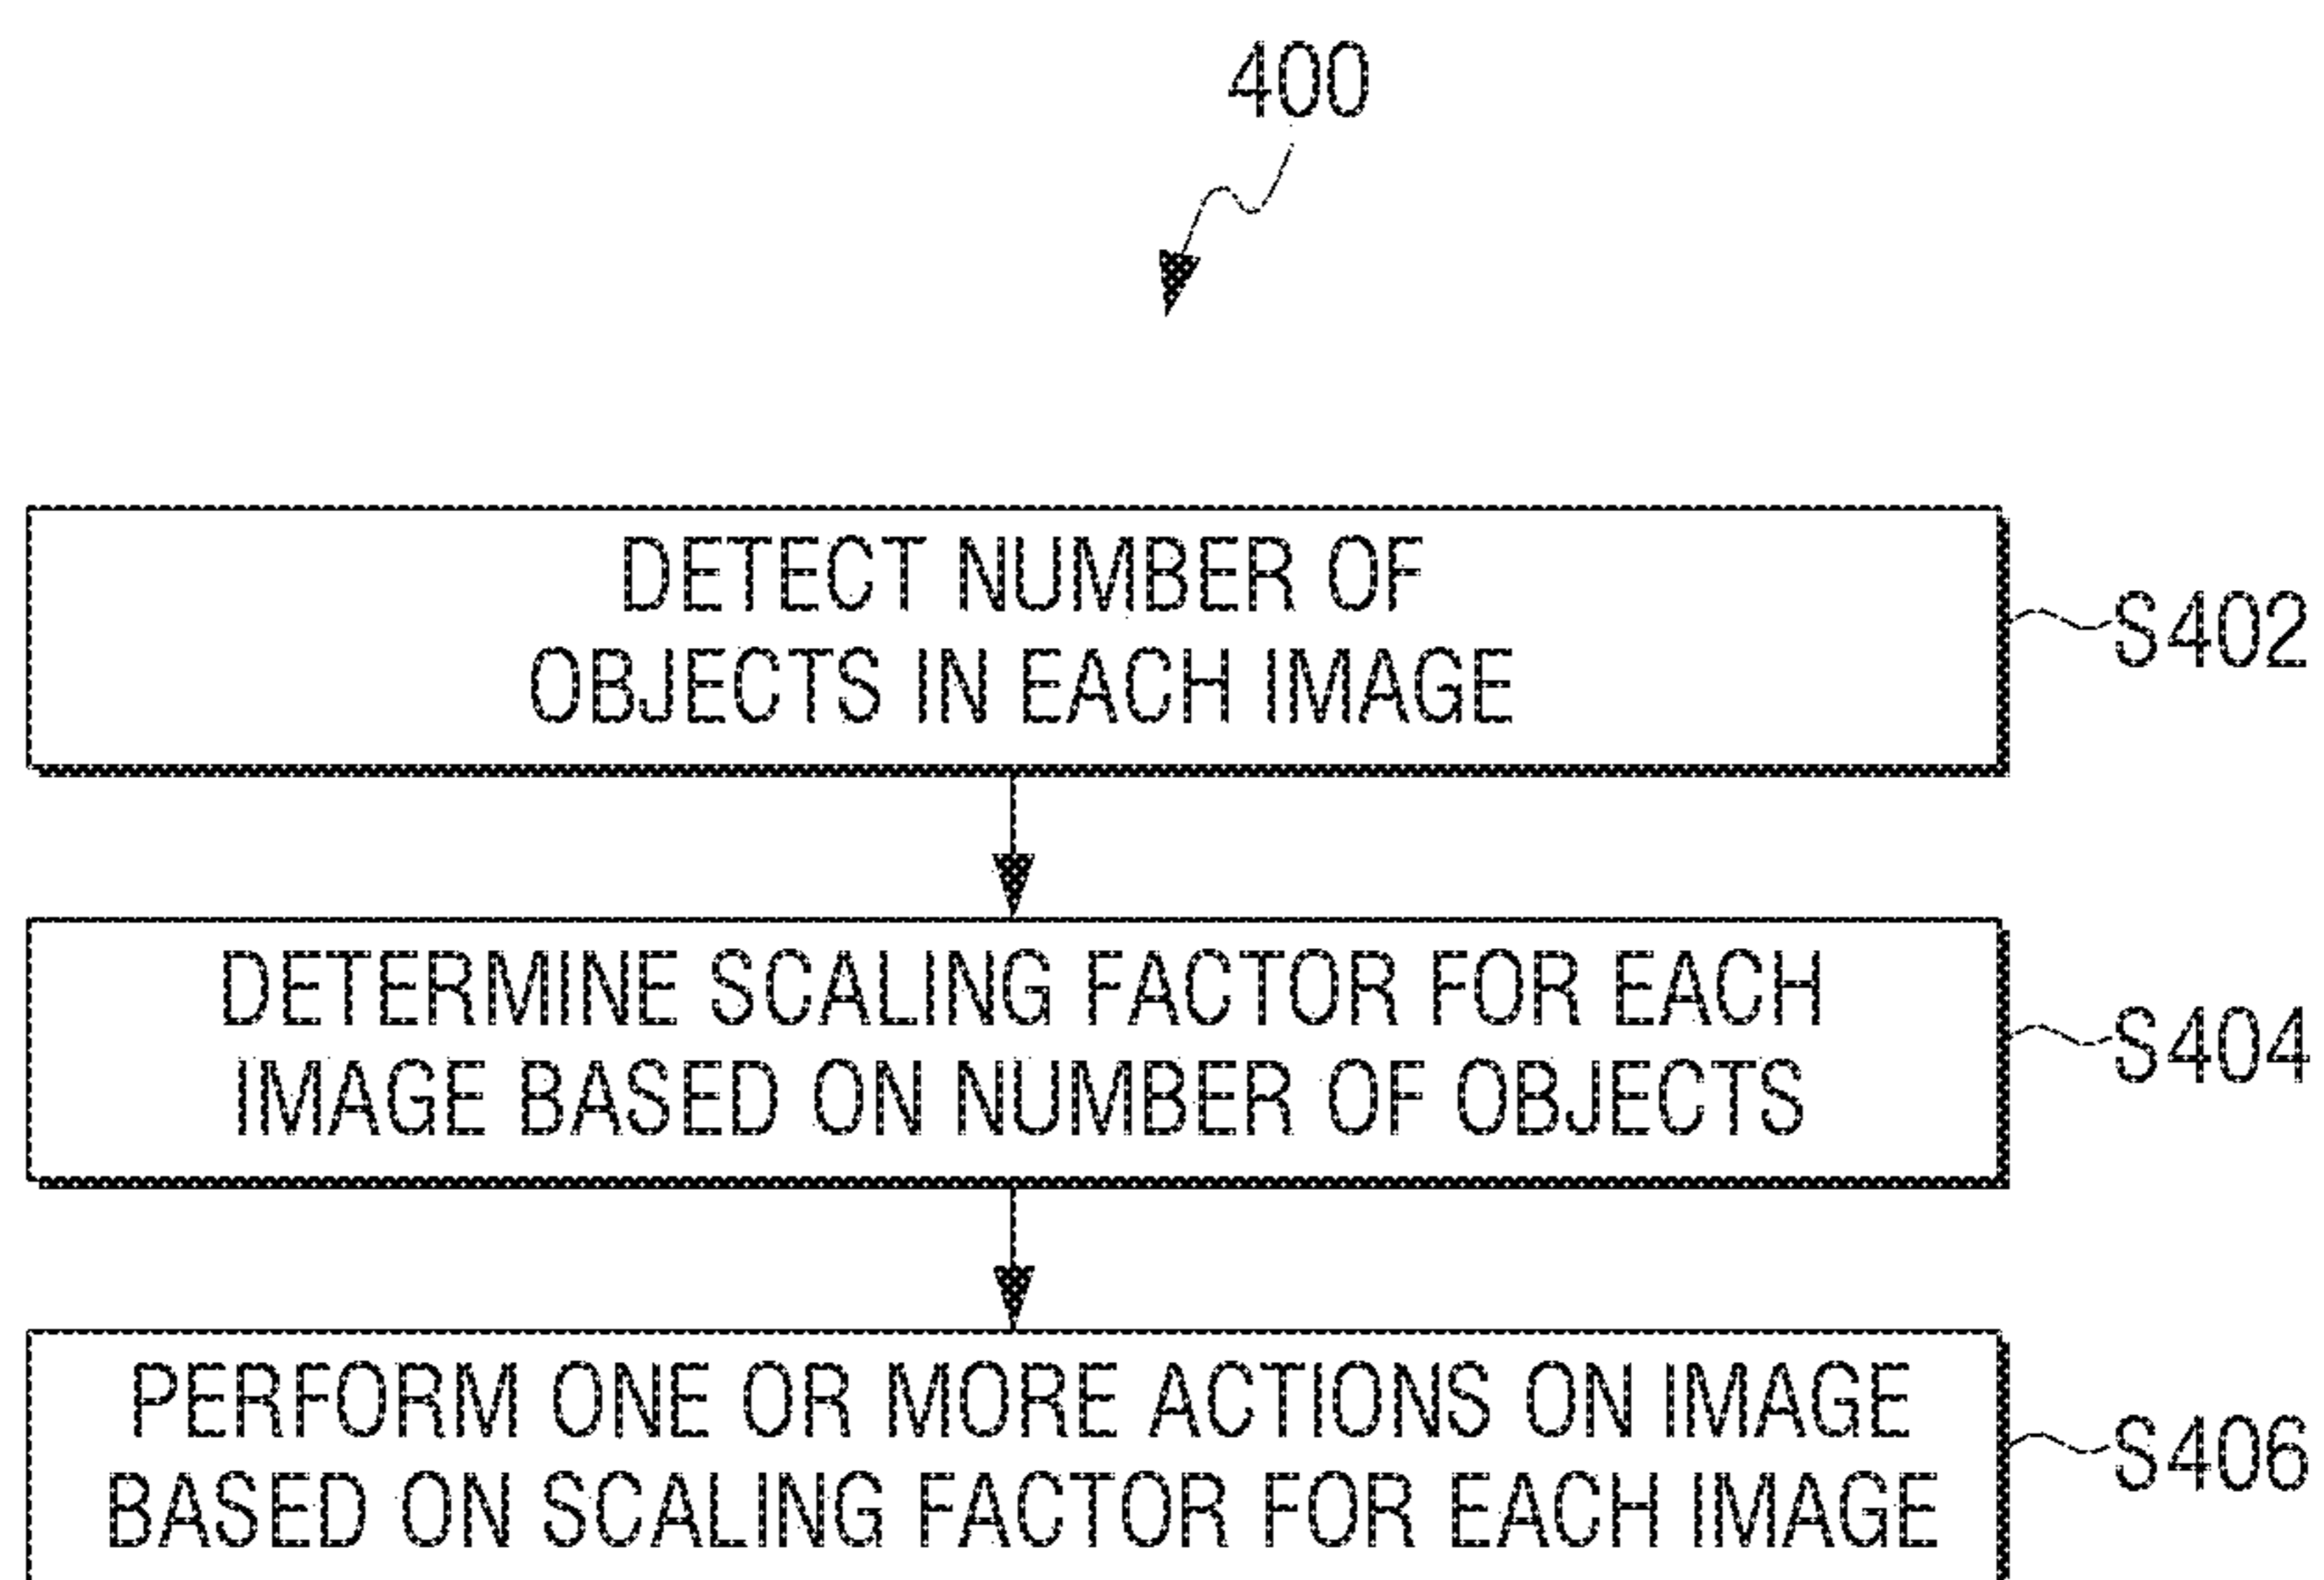 400
DETECT NUMBER OF
OBJECTS IN EACH IMAGE
S402
DETERMINE SCALING FACTOR FOR EACH
IMAGE BASED ON NUMBER OF OBJECTS
S404
PERFORM ONE OR MORE ACTIONS ON IMAGE
BASED ON SCALING FACTOR FOR EACH IMAGE
S406